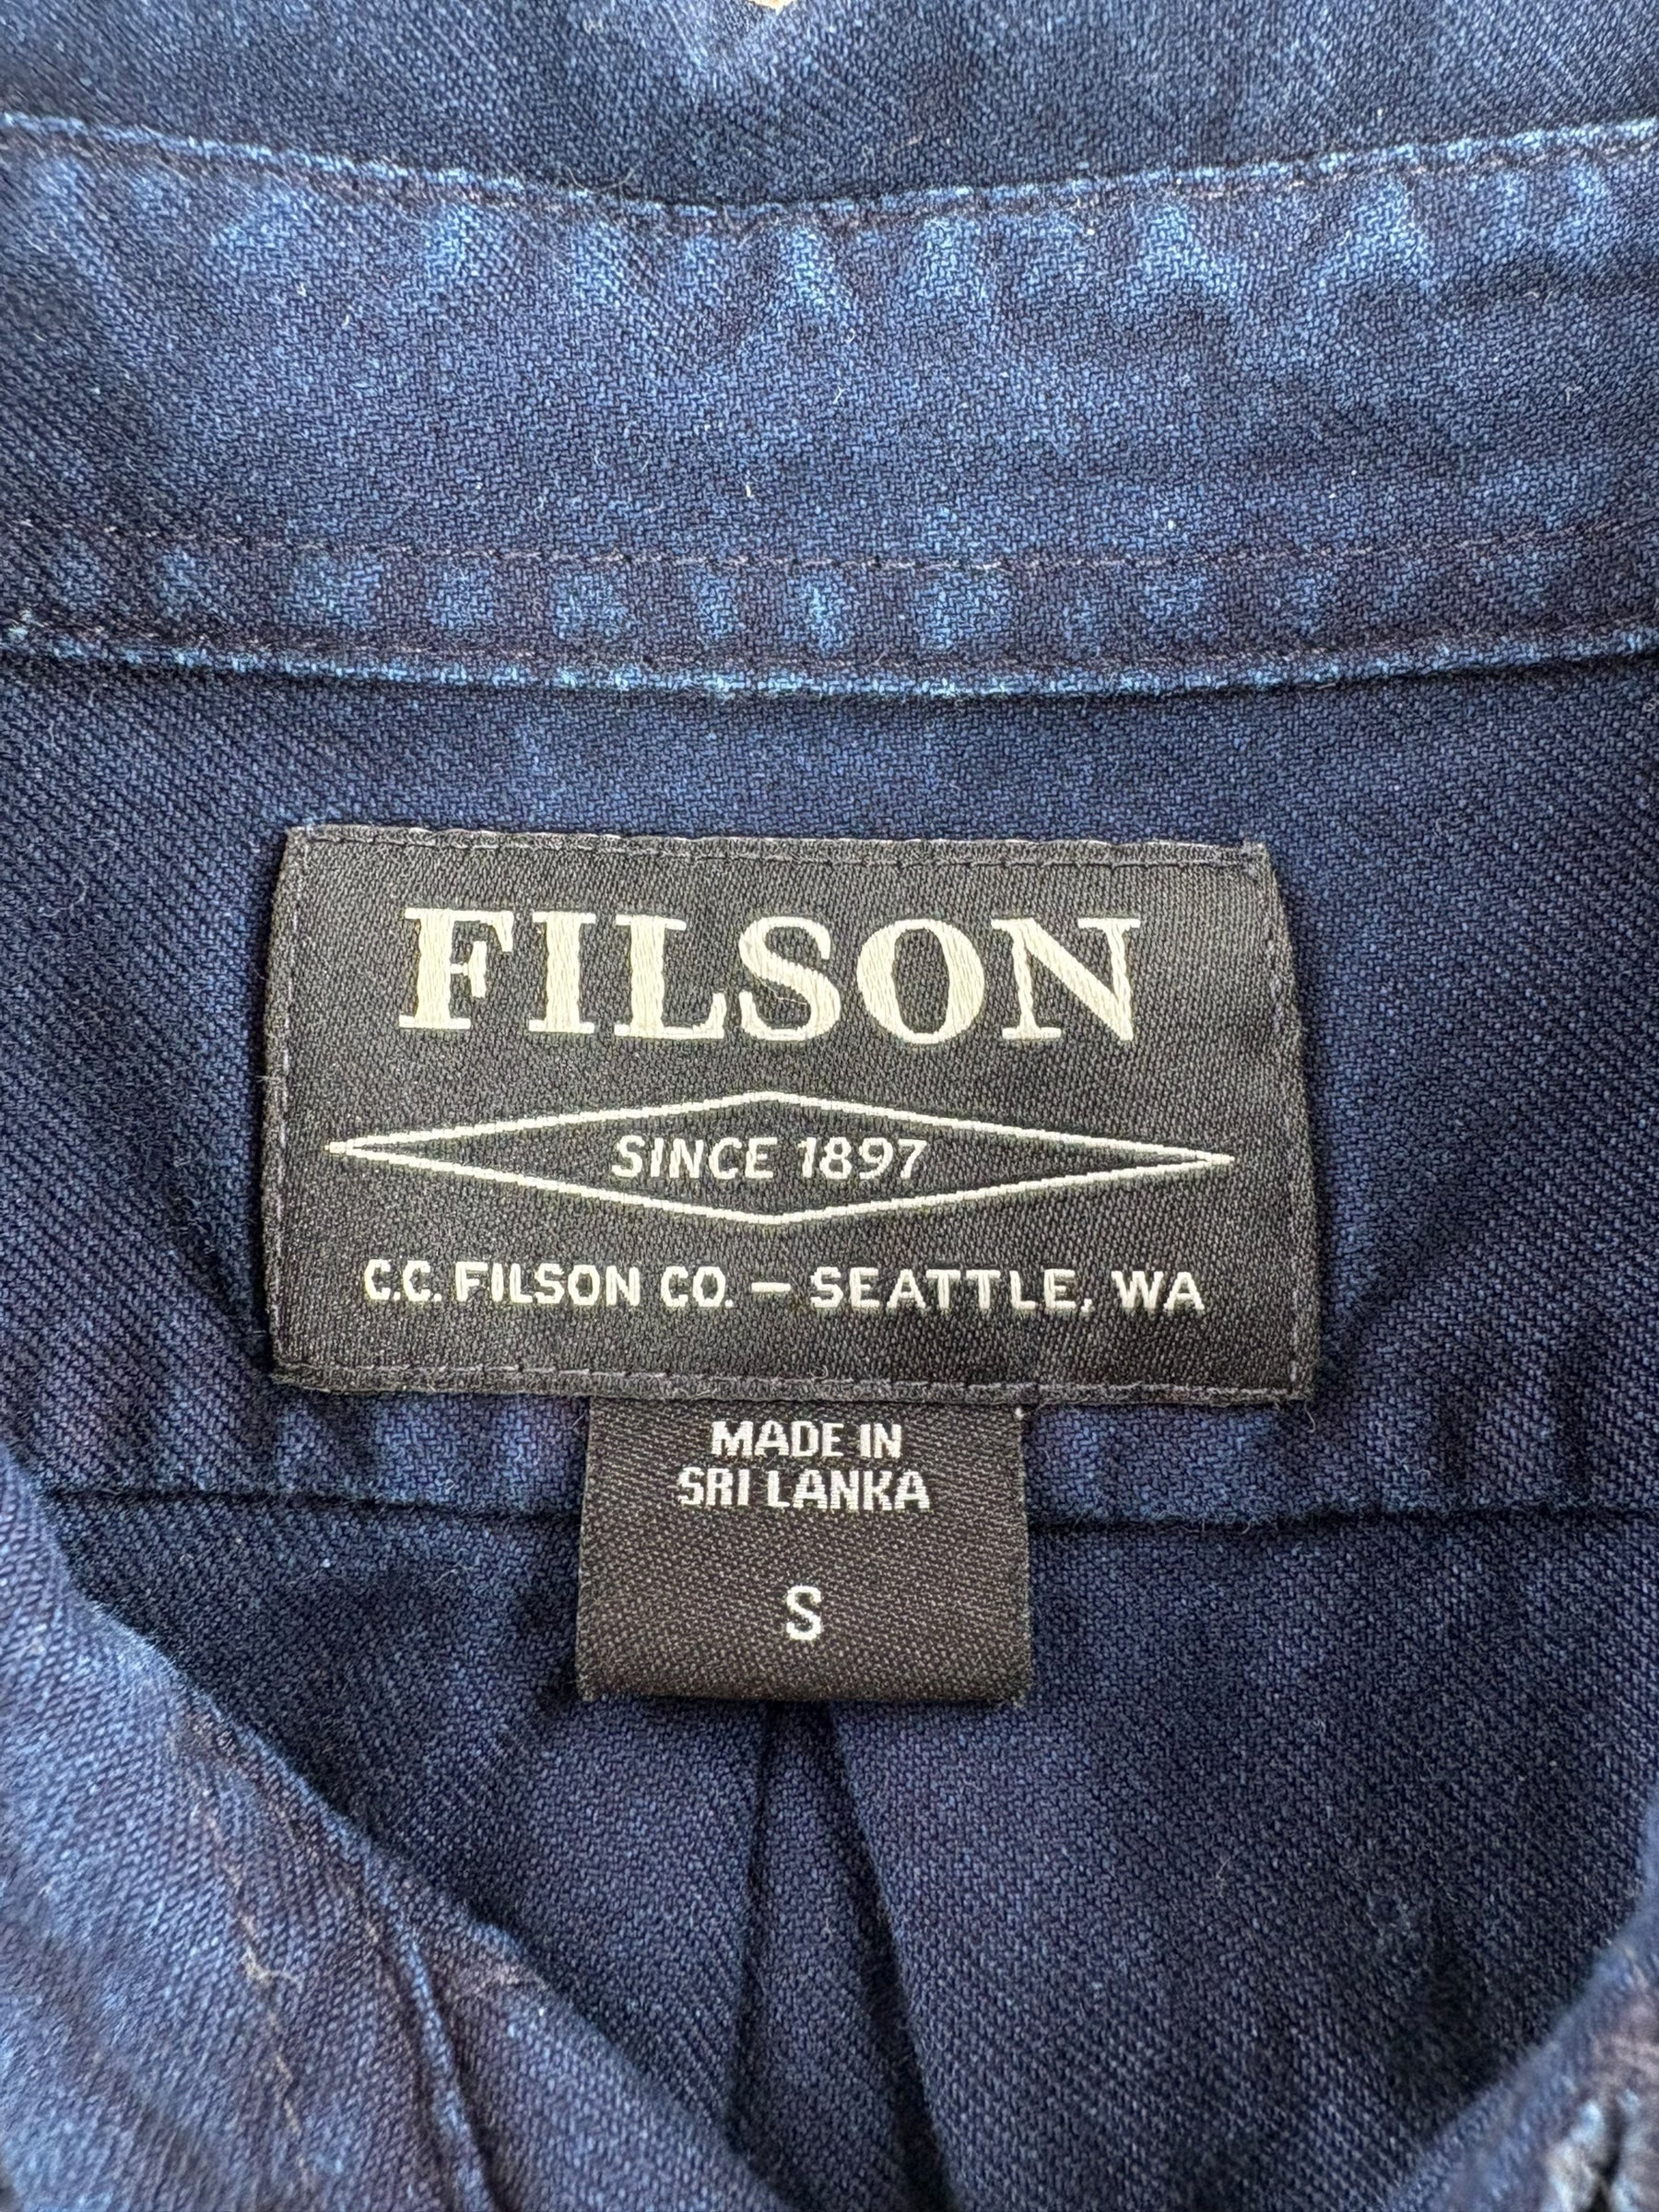 FILSON
SINCE 1897
C.C. FILSON CO. – SEATTLE, WA
MADE IN
SRI LANKA
S